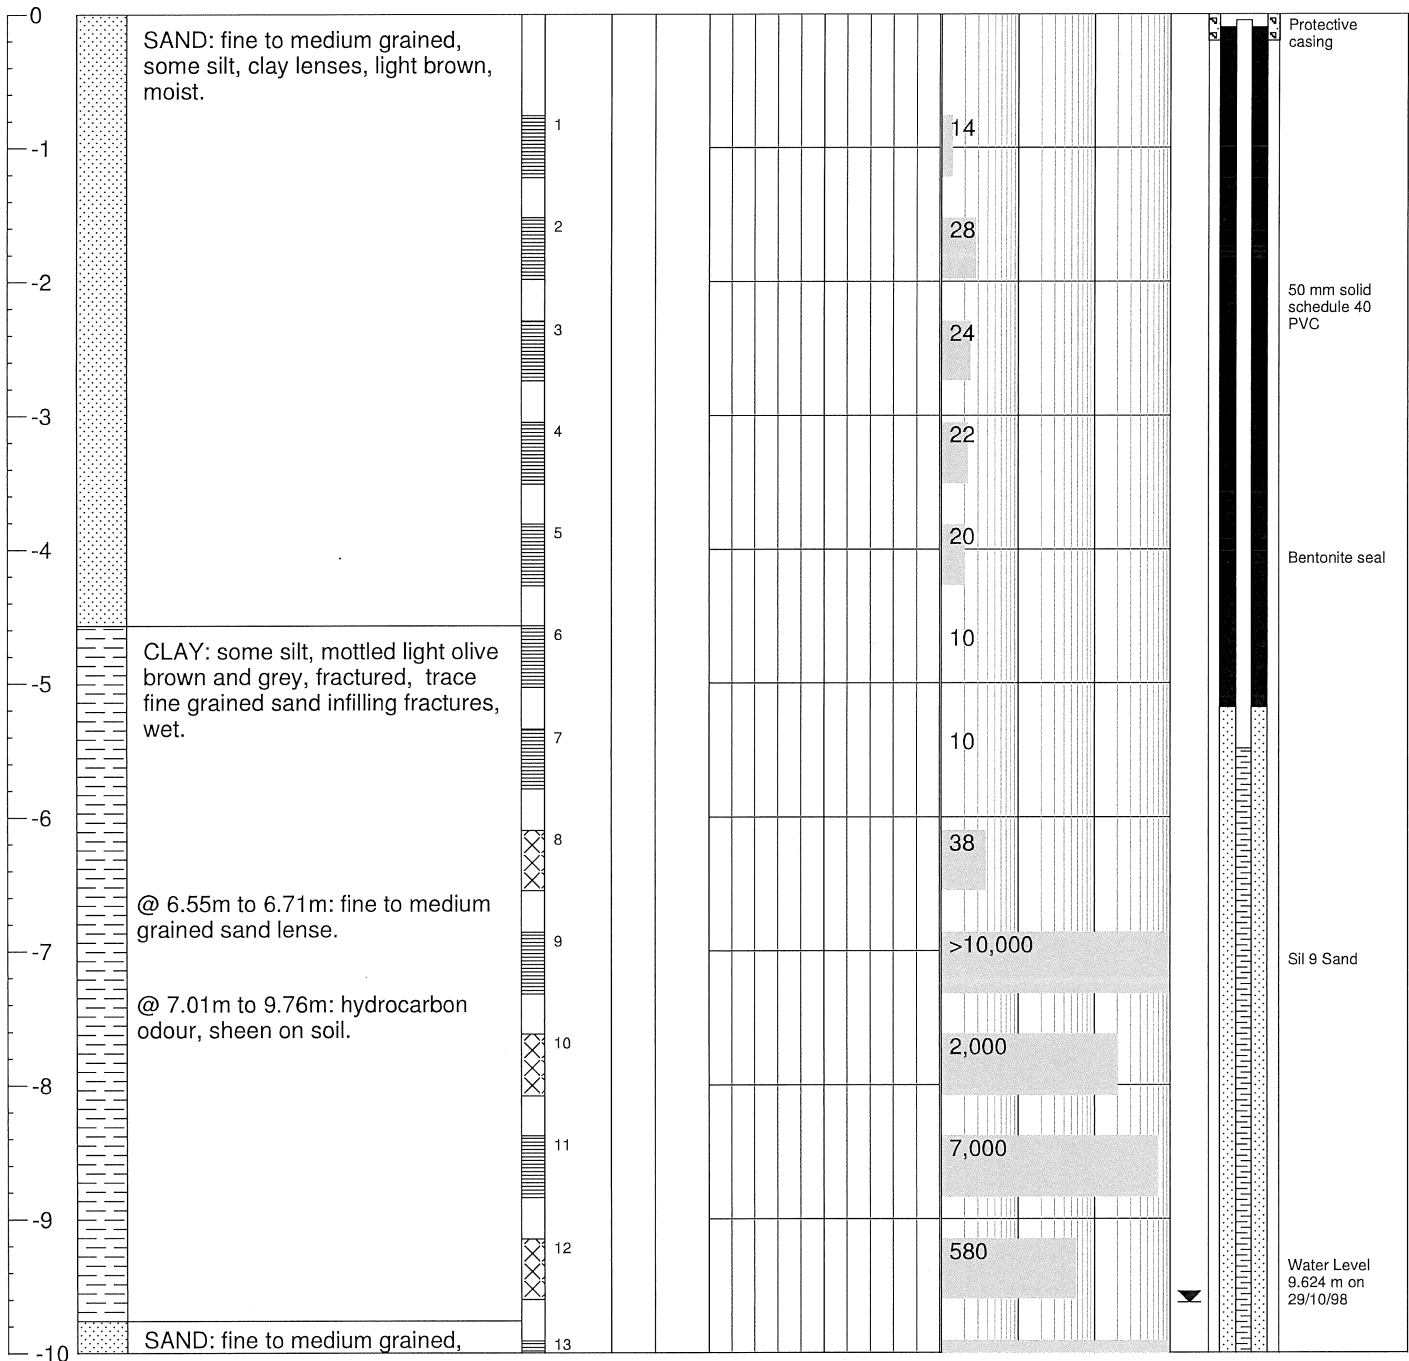 0
-1
-2
-3
-4
-5
-6
-7
-8
-9
-10
SAND: fine to medium grained,
some silt, clay lenses, light brown,
moist.
CLAY: some silt, mottled light olive
brown and grey, fractured, trace
fine grained sand infilling fractures,
wet.
@ 6.55m to 6.71m: fine to medium
grained sand lense.
@ 7.01m to 9.76m: hydrocarbon
odour, sheen on soil.
SAND: fine to medium grained,
1
2
3
4
5
6
7
8
9
10
11
12
13
14
28
24
22
20
10
10
38
>10,000
2,000
7,000
580
Protective
casing
50 mm solid
schedule 40
PVC
Bentonite seal
Sil 9 Sand
Water Level
9.624 m on
29/10/98